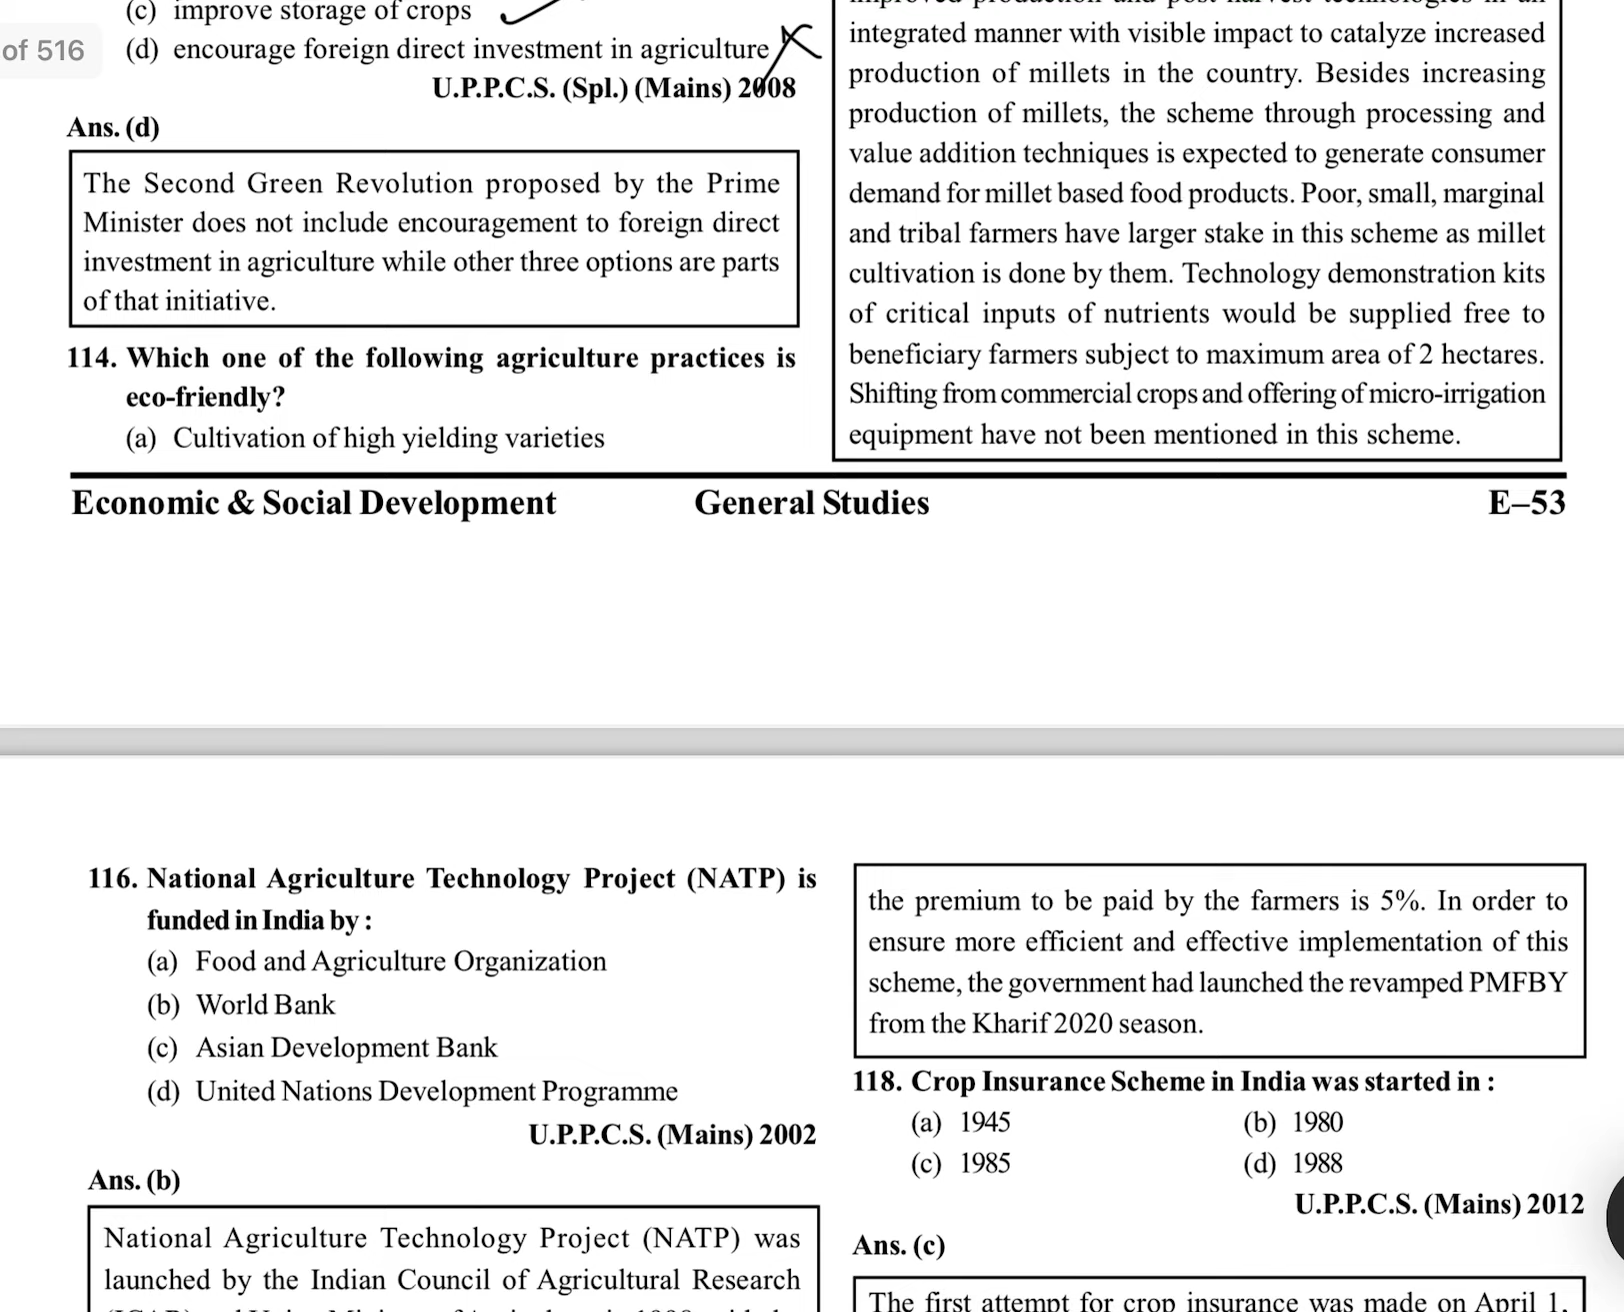 (c) improve storage of crops
of 516
(d) encourage foreign direct investment in agriculture
U.P.P.C.S. (Spl.) (Mains) 2008
Ans. (d)
The Second Green Revolution proposed by the Prime
Minister does not include encouragement to foreign direct
investment in agriculture while other three options are parts
of that initiative.
114. Which one of the following agriculture practices is
eco-friendly?
(a) Cultivation of high yielding varieties
integrated manner with visible impact to catalyze increased
production of millets in the country. Besides increasing
production of millets, the scheme through processing and
value addition techniques is expected to generate consumer
demand for millet based food products. Poor, small, marginal
and tribal farmers have larger stake in this scheme as millet
cultivation is done by them. Technology demonstration kits
of critical inputs of nutrients would be supplied free to
beneficiary farmers subject to maximum area of 2 hectares.
Shifting from commercial crops and offering of micro-irrigation
equipment have not been mentioned in this scheme.
Economic & Social Development General Studies E–53
116. National Agriculture Technology Project (NATP) is
funded in India by :
(a) Food and Agriculture Organization
(b) World Bank
(c) Asian Development Bank
(d) United Nations Development Programme
U.P.P.C.S. (Mains) 2002
Ans. (b)
National Agriculture Technology Project (NATP) was
launched by the Indian Council of Agricultural Research
the premium to be paid by the farmers is 5%. In order to
ensure more efficient and effective implementation of this
scheme, the government had launched the revamped PMFBY
from the Kharif 2020 season.
118. Crop Insurance Scheme in India was started in :
(a) 1945 (b) 1980
(c) 1985 (d) 1988
U.P.P.C.S. (Mains) 2012
Ans. (c)
The first attempt for crop insurance was made on April 1,